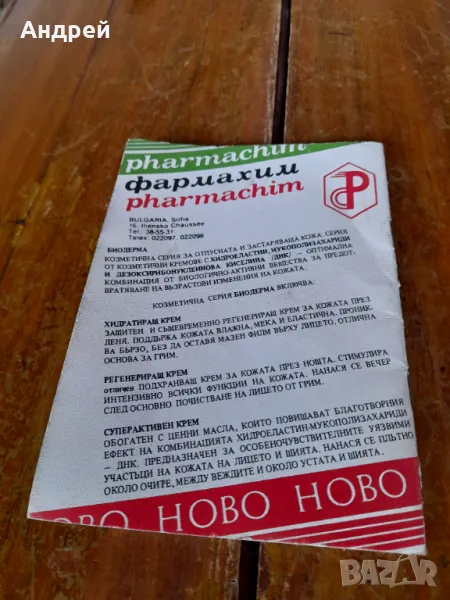 Андрей
pharmachim
фармахим
pharmachim
BULGARIA, Sofia
16, Iliensko Chaussée
Tel. 38-55-31
Telex. 022097, 022098
БИОДЕРМА
КОЗМЕТИЧНА СЕРИЯ ЗА ОТПУСНАТА И ЗАСТАРЯВАЩА КОЖА. СЕРИЯ
ОТ КОЗМЕТИЧНИ КРЕМОВЕ С ХИДРОЕЛАСТИН, МУКОПОЛИЗАХАРИДИ
И ДЕЗОКСИРИБОНУКЛЕИНОВА КИСЕЛИНА (ДНК) – ОПТИМАЛНА
КОМБИНАЦИЯ ОТ БИОЛОГИЧНО-АКТИВНИ ВЕЩЕСТВА ЗА ПРЕДОТ-
ВРАТЯВАНЕ НА ВЪЗРАСТОВИ ИЗМЕНЕНИЯ НА КОЖАТА.
КОЗМЕТИЧНА СЕРИЯ БИОДЕРМА ВКЛЮЧВА:
ХИДРАТИРАЩ КРЕМ
ЗАЩИТЕН И СЪЩЕВРЕМЕННО РЕГЕНЕРИРАЩ КРЕМ ЗА КОЖАТА ПРЕЗ
ДЕНЯ. ПОДДЪРЖА КОЖАТА ВЛАЖНА, МЕКА И ЕЛАСТИЧНА, ПРОНИК-
ВА БЪРЗО, БЕЗ ДА ОСТАВЯ МАЗЕН ФИЛМ ВЪРХУ ЛИЦЕТО. ОТЛИЧНА
ОСНОВА ЗА ГРИМ.
РЕГЕНЕРИРАЩ КРЕМ
отличен ПОДХРАНВАЩ КРЕМ ЗА КОЖАТА ПРЕЗ НОЩТА. СТИМУЛИРА
ИНТЕНЗИВНО ВСИЧКИ ФУНКЦИИ НА КОЖАТА. НАНАСЯ СЕ ВЕЧЕР
СЛЕД ОСНОВНО ПОЧИСТВАНЕ НА ЛИЦЕТО ОТ ГРИМ.
СУПЕРАКТИВЕН КРЕМ
ОБОГАТЕН С ЦЕННИ МАСЛА, КОИТО ПОВИШАВАТ БЛАГОТВОРНИЯ
ЕФЕКТ НА КОМБИНАЦИЯТА ХИДРОЕЛАСТИН-МУКОПОЛИЗАХАРИДИ
– ДНК. ПРЕДНАЗНАЧЕН ЗА ОСОБЕНОЧУВСТВИТЕЛНИТЕ УЯЗВИМИ
УЧАСТЪЦИ НА КОЖАТА НА ЛИЦЕТО И ШИЯТА. НАНАСЯ СЕ ПЛЪТНО
ОКОЛО ОЧИТЕ, МЕЖДУ ВЕЖДИТЕ И ОКОЛО УСТАТА И ШИЯТА.
НОВО НОВО НОВО
BAZAR